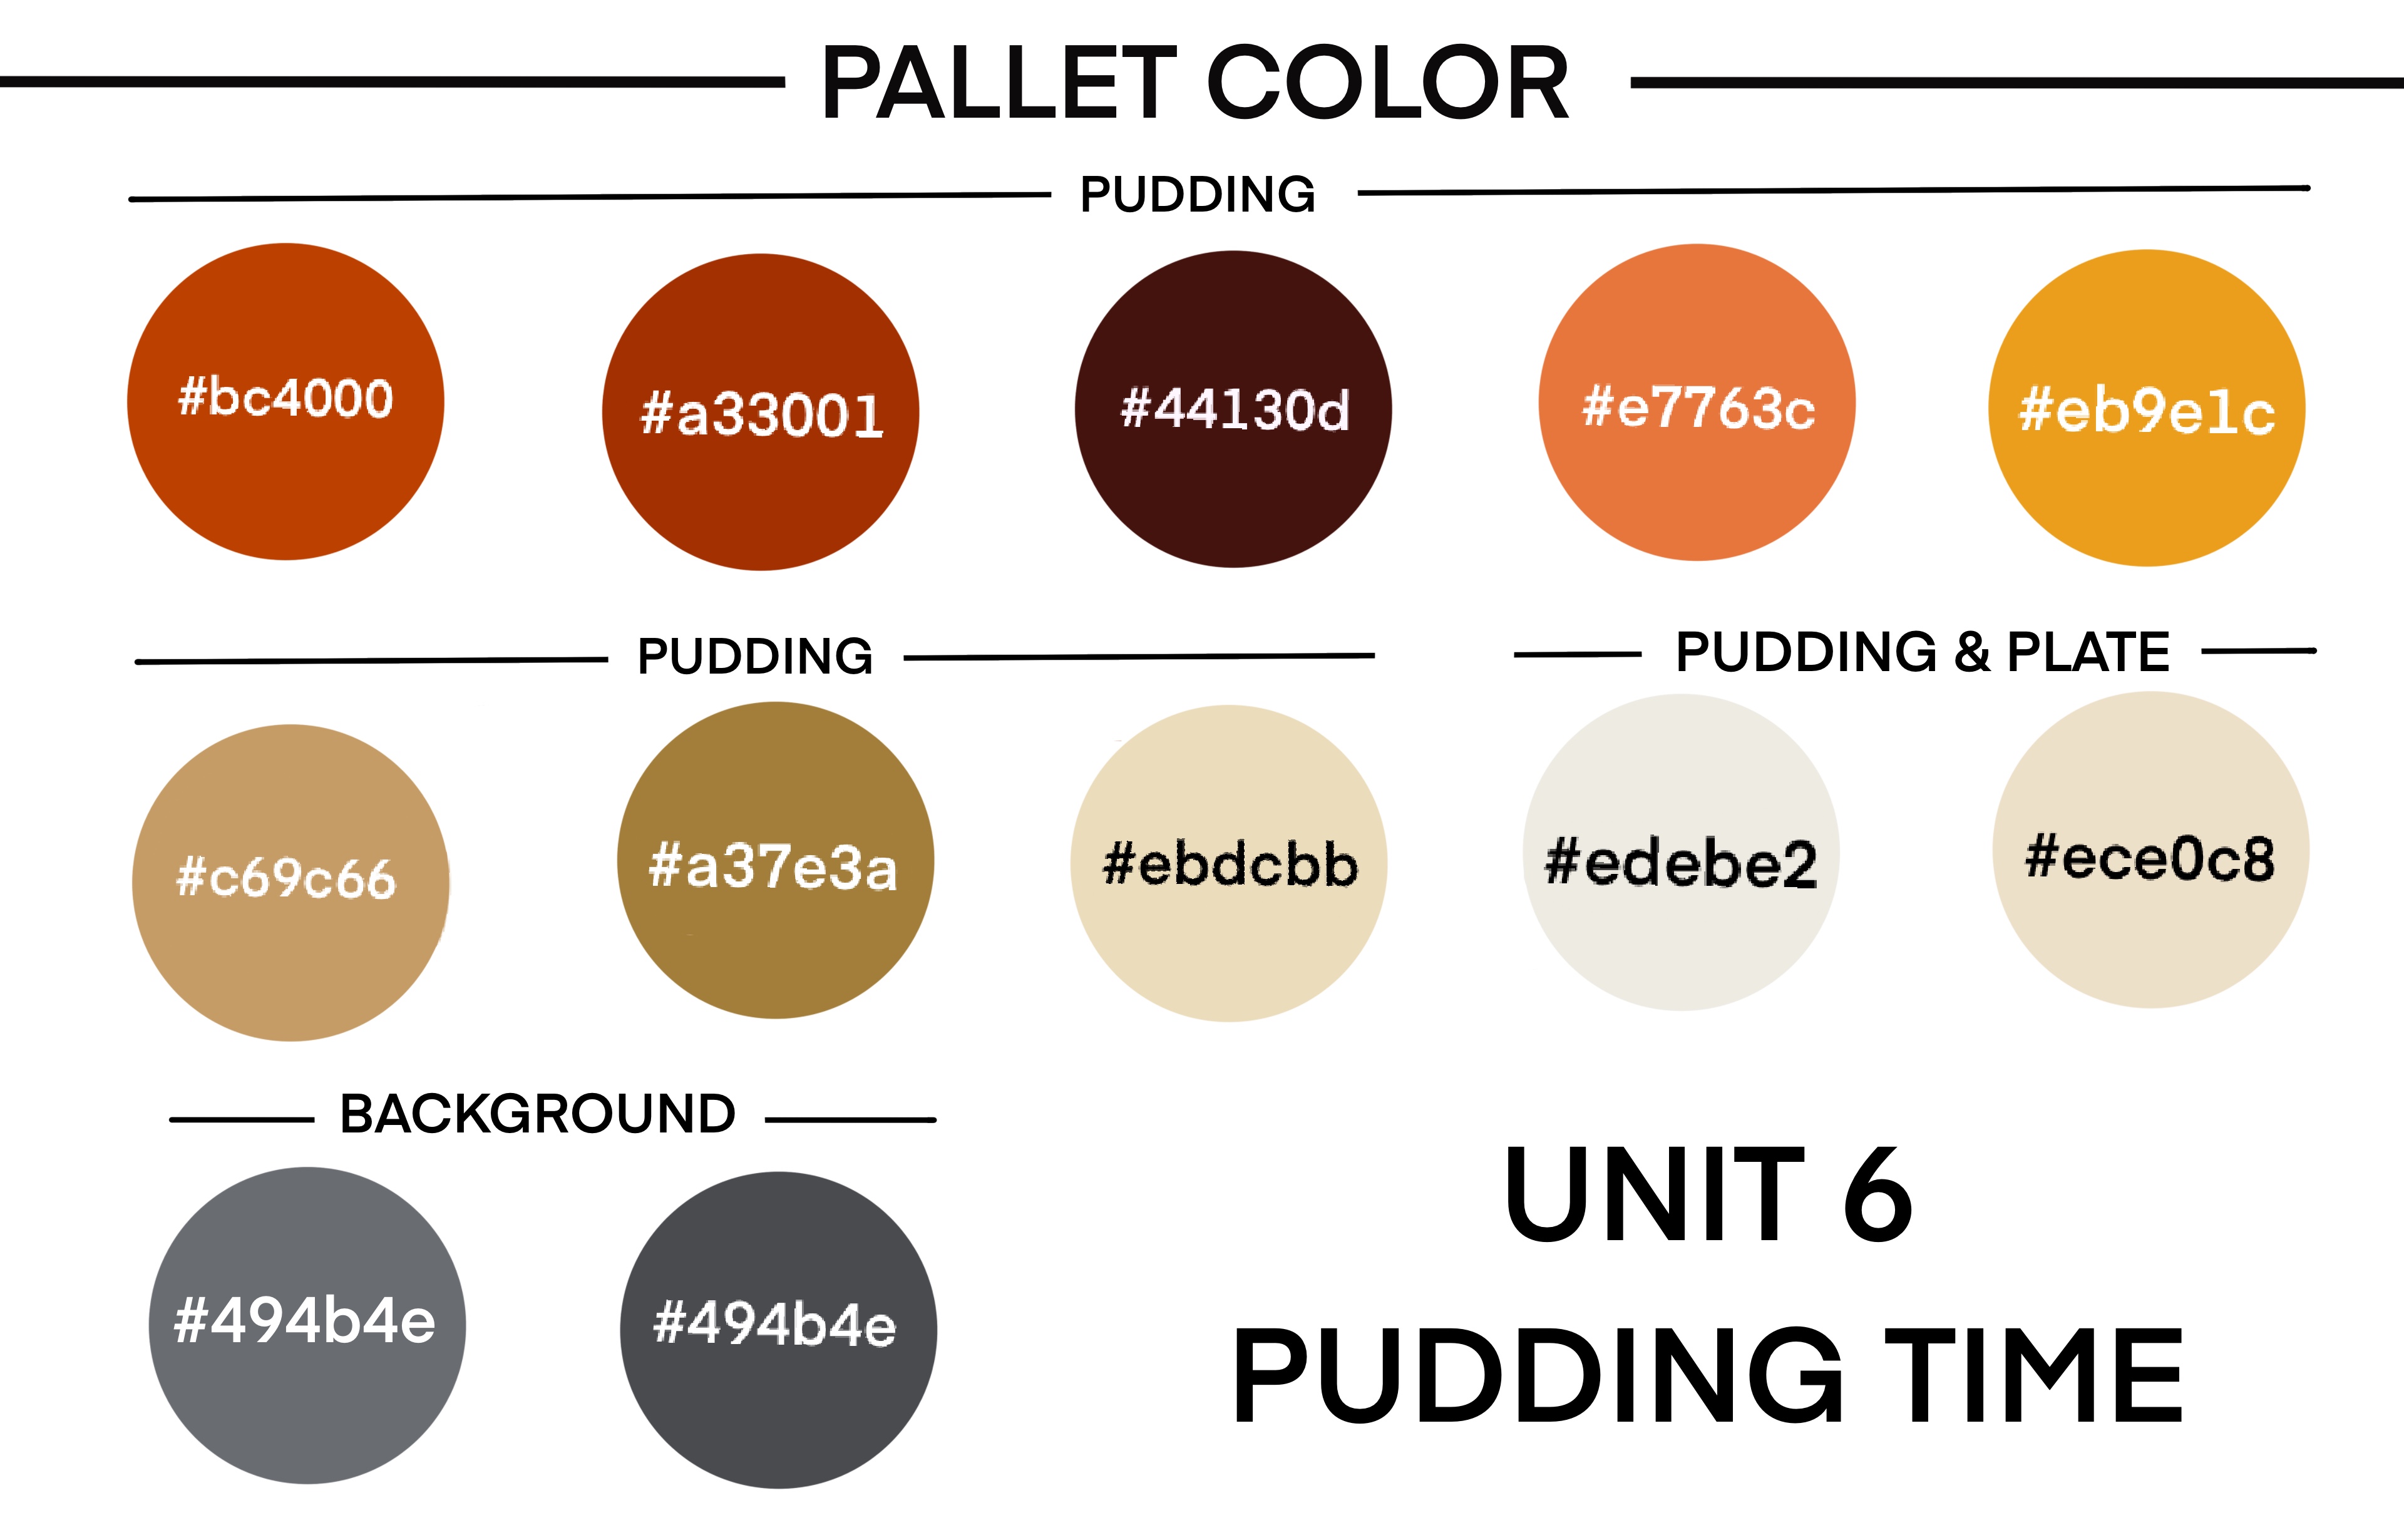 PALLET COLOR
PUDDING
#bc4000 #a33001 #44130d #e7763c #eb9e1c
PUDDING PUDDING & PLATE
#c69c66 #a37e3a #ebdcbb #edebe2 #ece0c8
BACKGROUND
#494b4e #494b4e
UNIT 6
PUDDING TIME